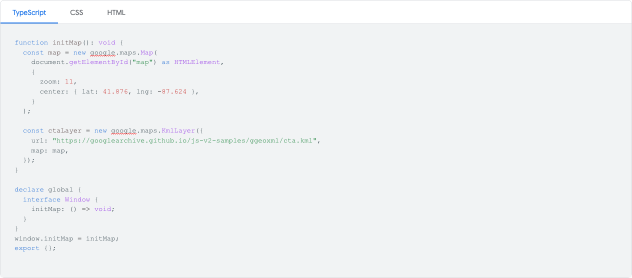 TypeScript CSS HTML
function initMap(): void {
const map = new google.maps.Map(
document.getElementById("map") as HTMLElement,
{
zoom: 11,
center: { lat: 41.876, lng: -87.624 },
}
);
const ctaLayer = new google.maps.KmlLayer({
url: "https://googlearchive.github.io/js-v2-samples/ggeoxml/cta.kml",
map: map,
});
}
declare global {
interface Window {
initMap: () => void;
}
}
window.initMap = initMap;
export {};